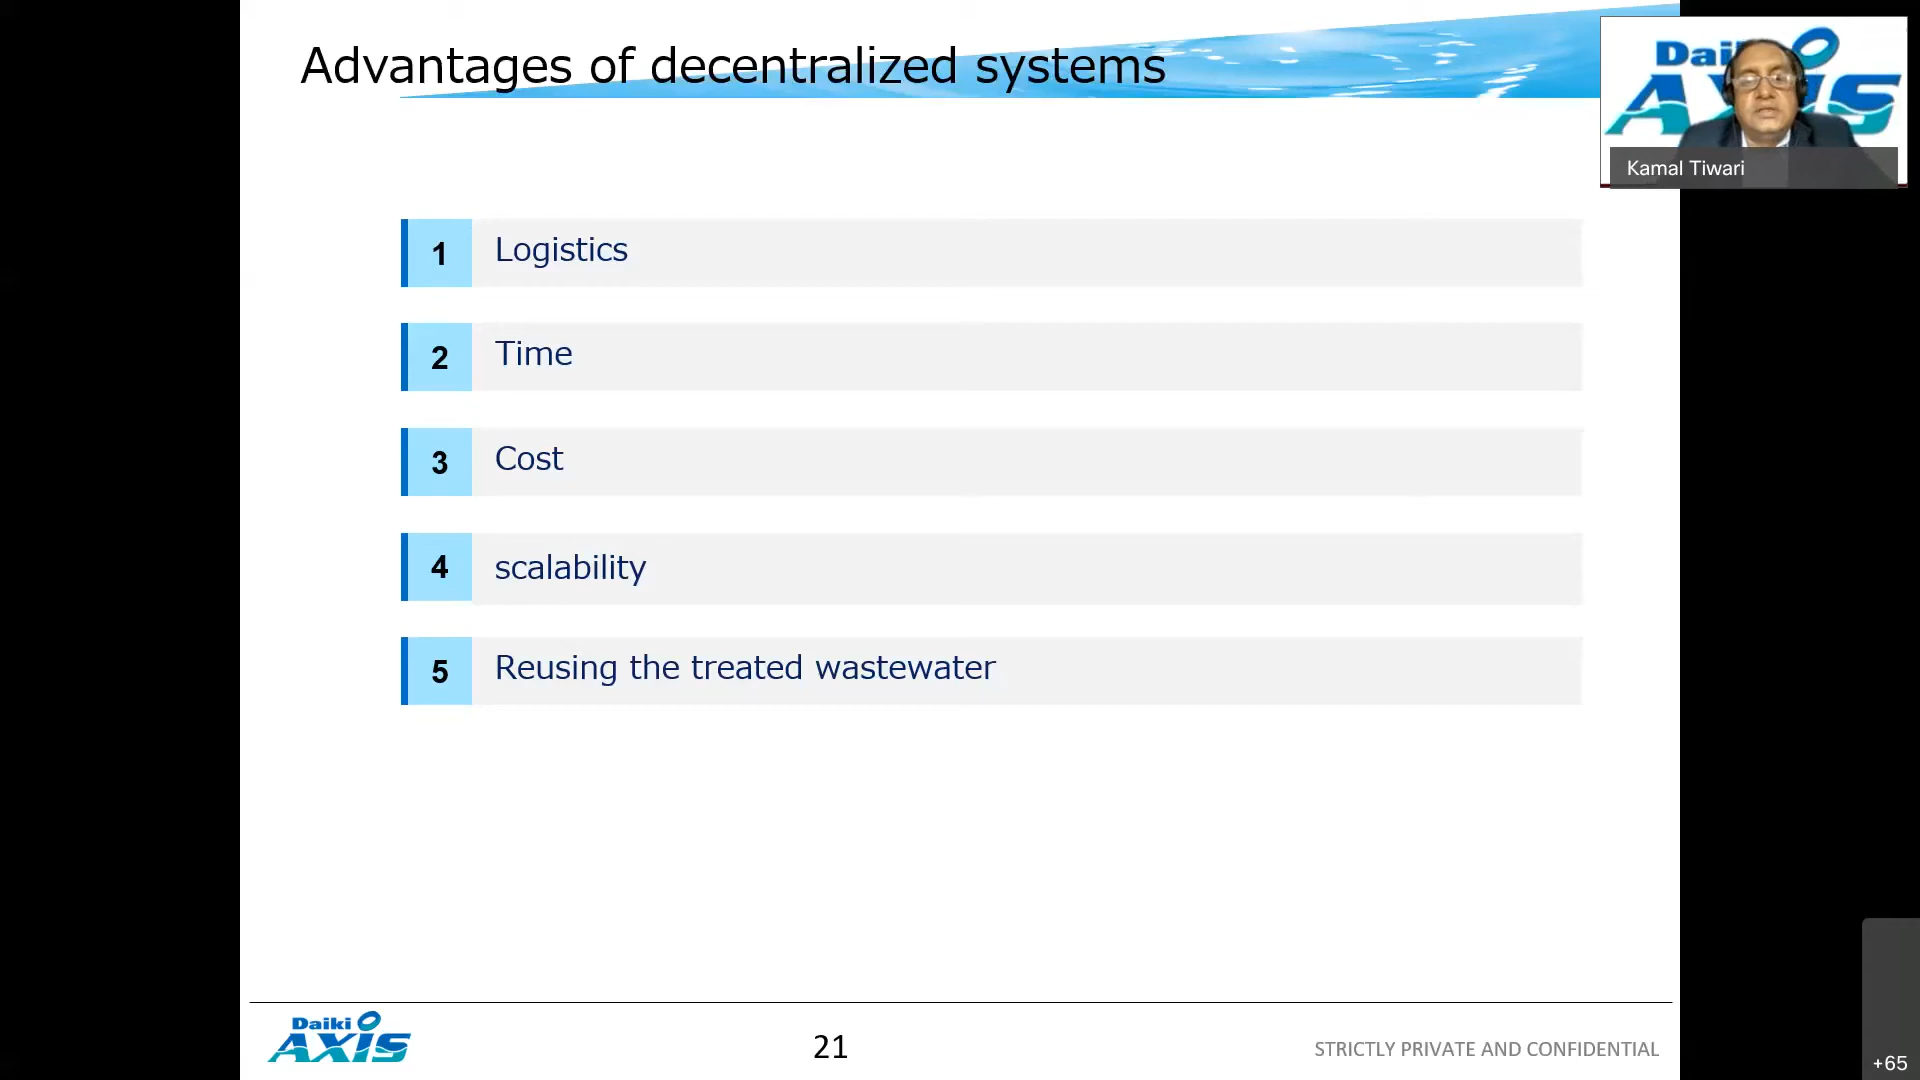 Advantages of decentralized systems
Daiki
AXIS
Kamal Tiwari
1 Logistics
2 Time
3 Cost
4 scalability
5 Reusing the treated wastewater
Daiki
AXIS
21
STRICTLY PRIVATE AND CONFIDENTIAL
+65